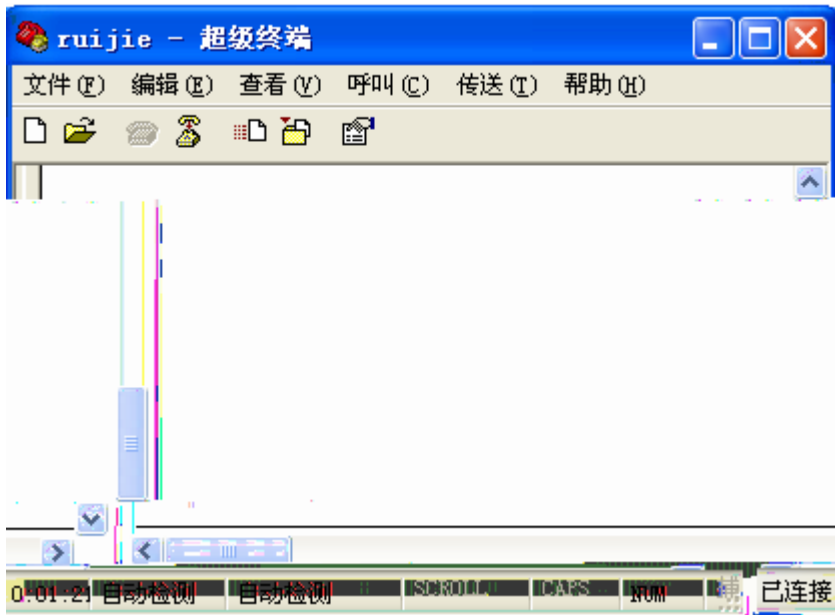 ruijie - 超级终端
文件(F) 编辑(E) 查看(V) 呼叫(C) 传送(T) 帮助(H)
0:01:21 自动检测 自动检测 SCROLL CAPS NUM 捕 已连接